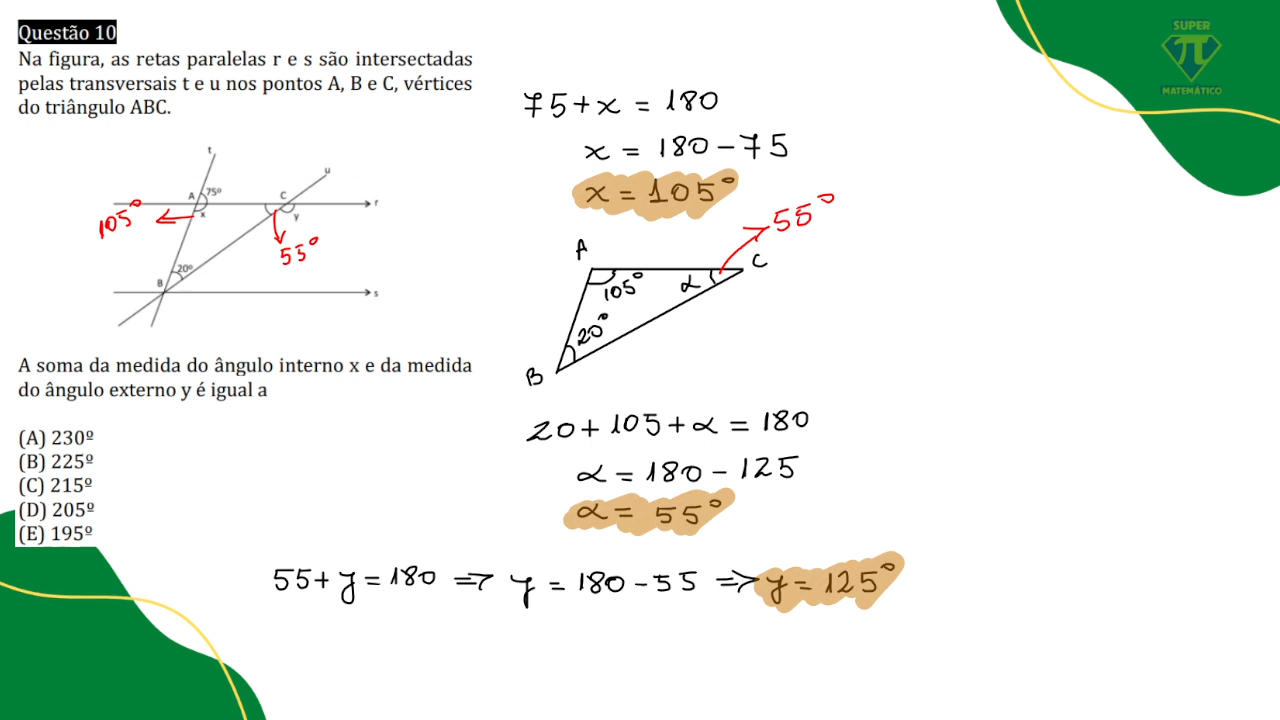 Questão 10
Na figura, as retas paralelas r e s são intersectadas
pelas transversais t e u nos pontos A, B e C, vértices
do triângulo ABC.
t
u
A 75º
C
r
x
y
105°
55°
20º
B
s
A soma da medida do ângulo interno x e da medida
do ângulo externo y é igual a
(A) 230º
(B) 225º
(C) 215º
(D) 205º
(E) 195º
75+x = 180
x = 180-75
x = 105°
55°
A
C
105°
α
20°
B
20+105+α = 180
α = 180-125
α = 55°
55+y = 180 ⇒ y = 180-55 ⇒ y = 125°
SUPER
π
MATEMÁTICO